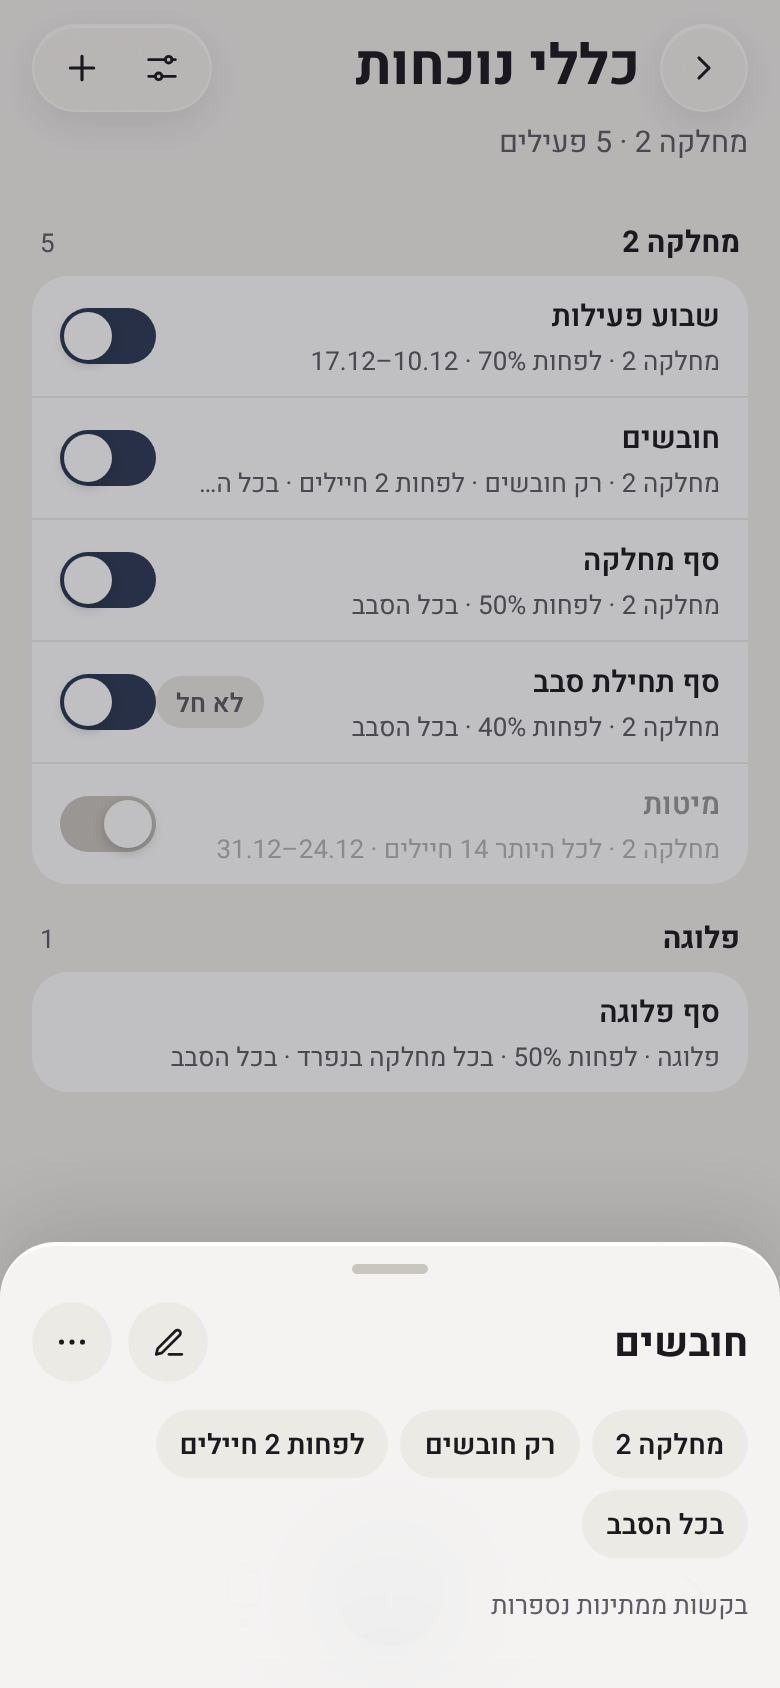 כללי נוכחות
מחלקה 2 · 5 פעילים
מחלקה 2
5
שבוע פעילות
מחלקה 2 · לפחות 70% · 10.12–17.12
חובשים
מחלקה 2 · רק חובשים · לפחות 2 חיילים · בכל ה...
סף מחלקה
מחלקה 2 · לפחות 50% · בכל הסבב
סף תחילת סבב
לא חל
מחלקה 2 · לפחות 40% · בכל הסבב
מיטות
מחלקה 2 · לכל היותר 14 חיילים · 24.12–31.12
פלוגה
1
סף פלוגה
פלוגה · לפחות 50% · בכל מחלקה בנפרד · בכל הסבב
חובשים
מחלקה 2
רק חובשים
לפחות 2 חיילים
בכל הסבב
בקשות ממתינות נספרות